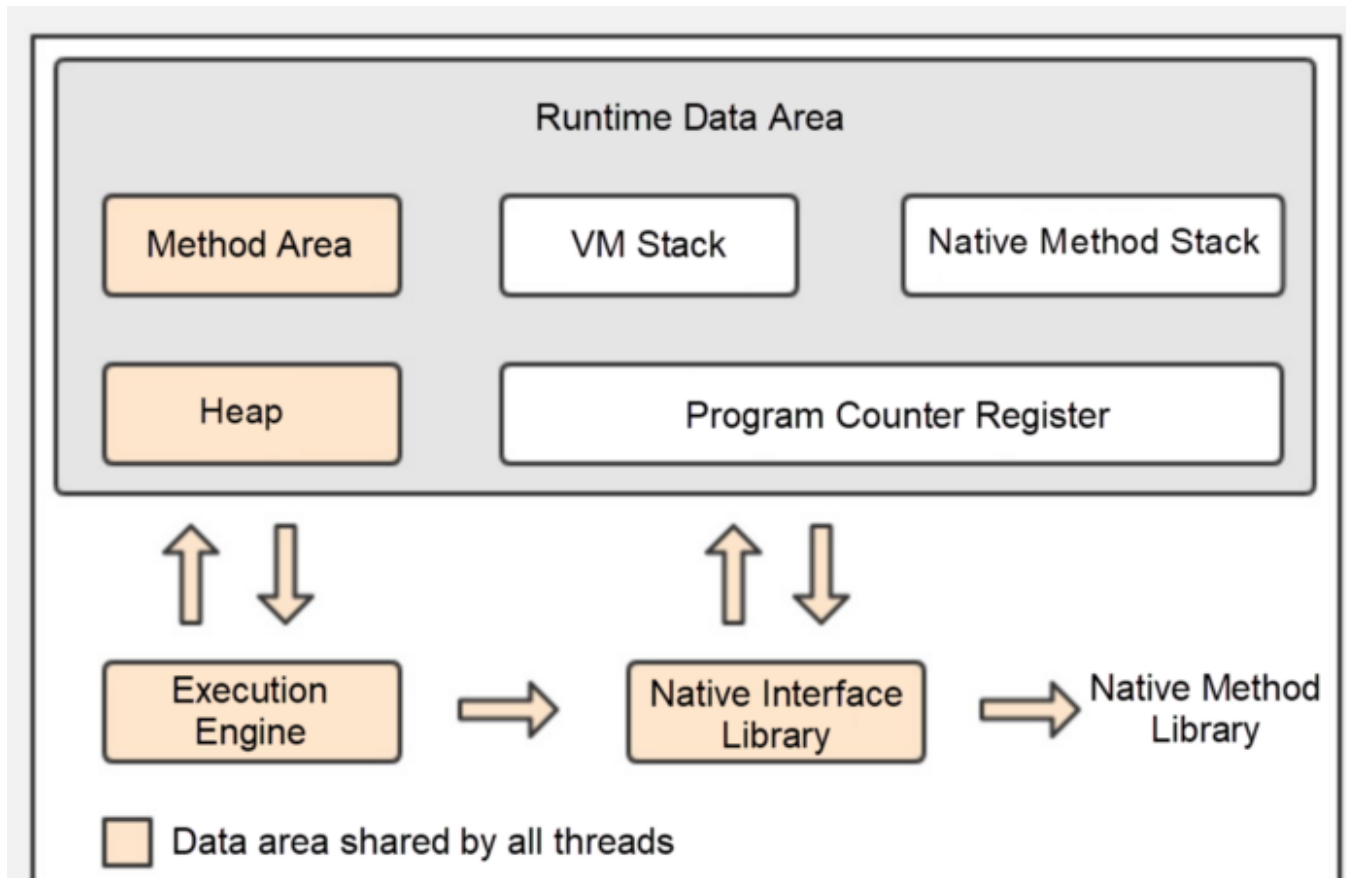 Runtime Data Area
Method Area
VM Stack
Native Method Stack
Heap
Program Counter Register
Execution
Engine
Native Interface
Library
Native Method
Library
Data area shared by all threads